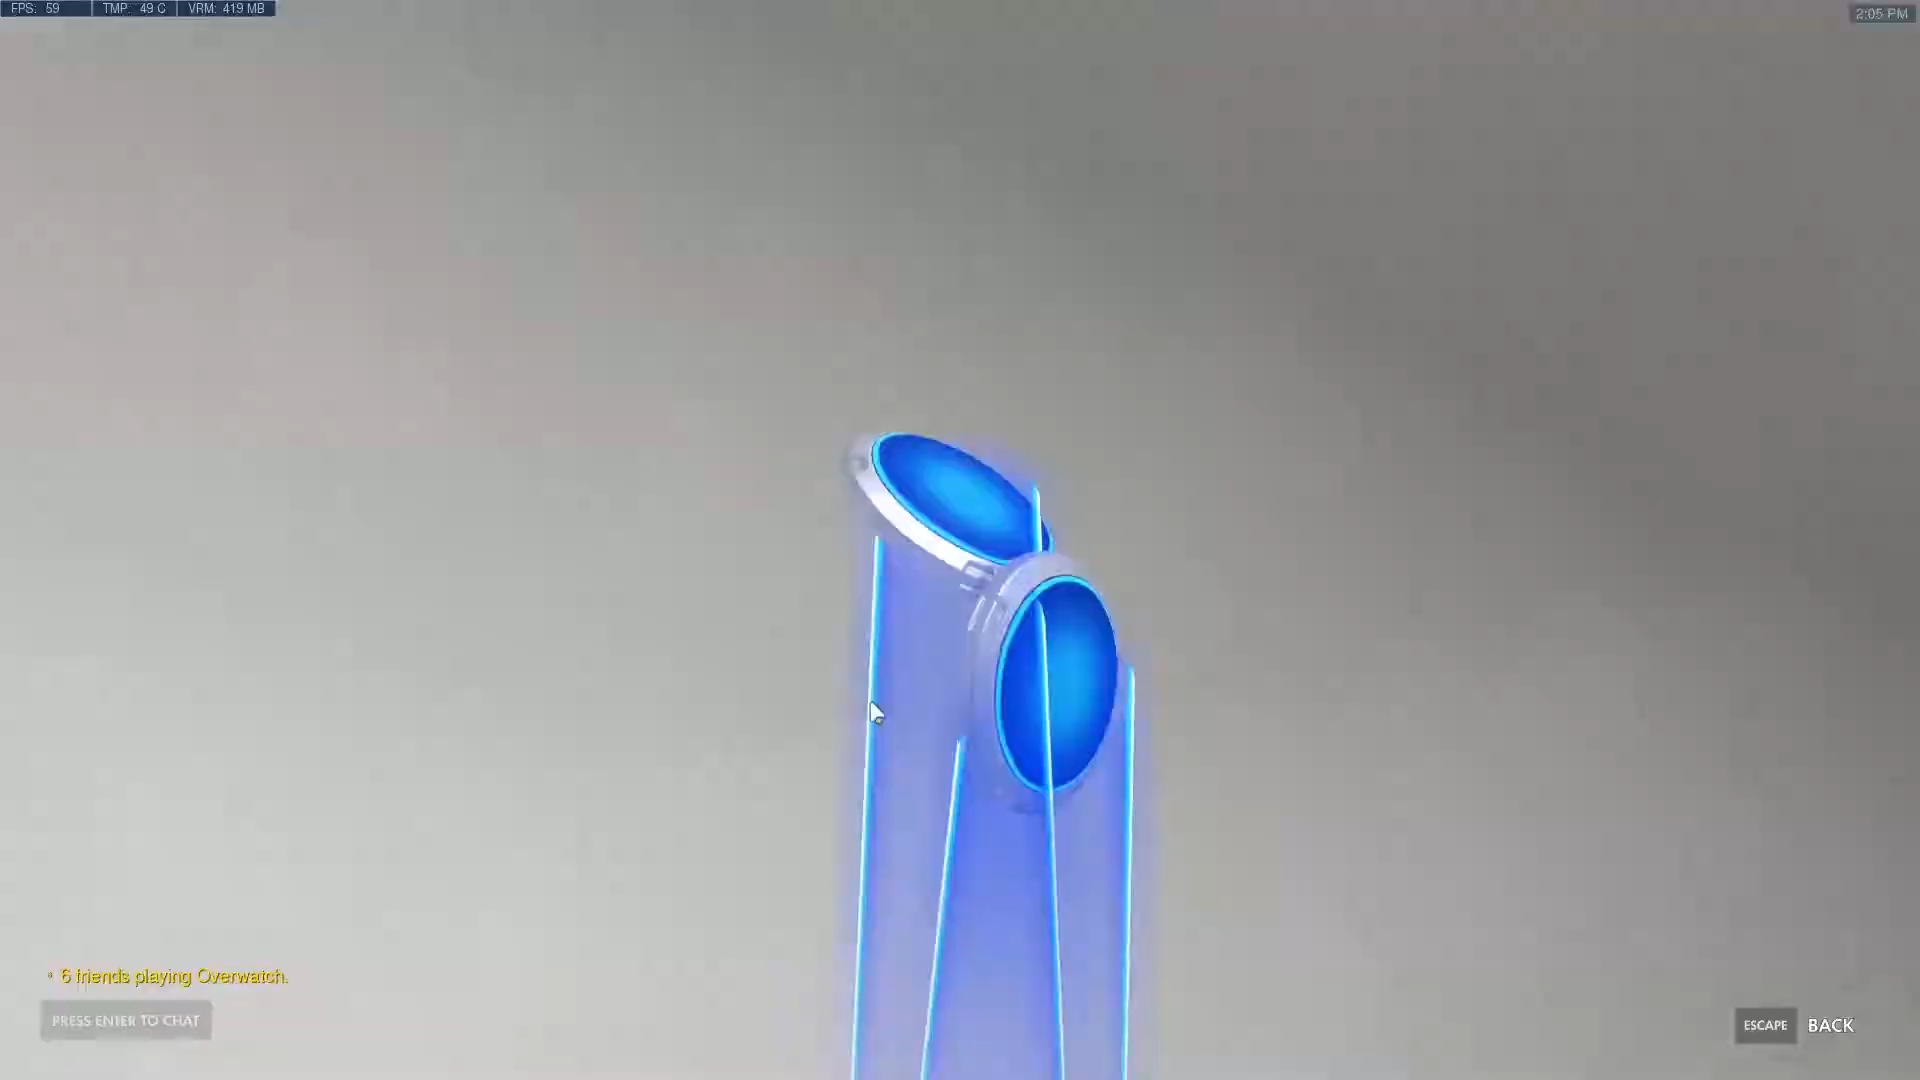 FPS: 59 TMP: 49 C VRM: 419 MB
2:05 PM
• 6 friends playing Overwatch.
PRESS ENTER TO CHAT
ESCAPE BACK